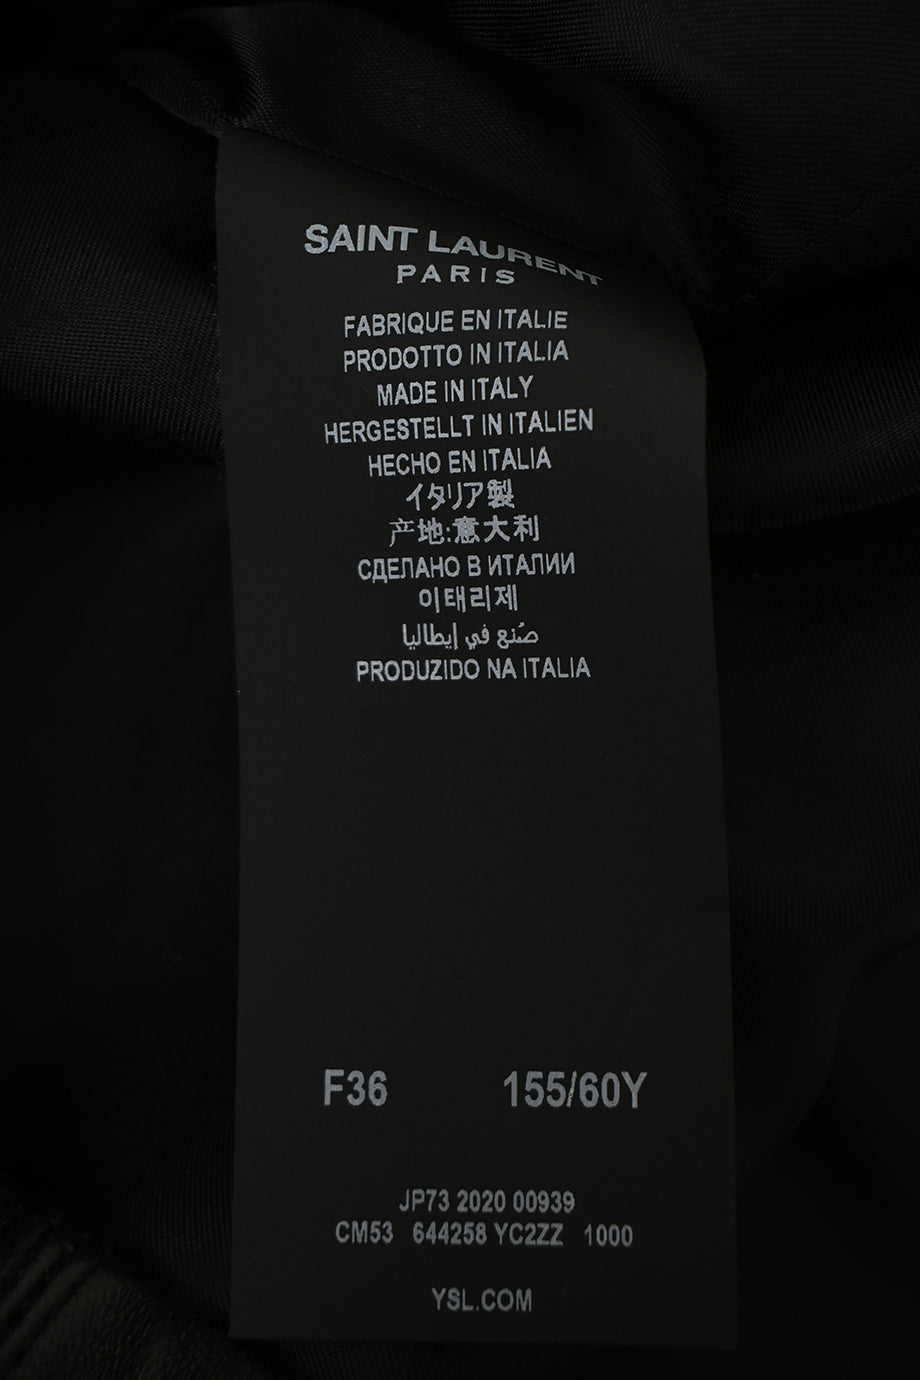 SAINT LAURENT
PARIS
FABRIQUE EN ITALIE
PRODOTTO IN ITALIA
MADE IN ITALY
HERGESTELLT IN ITALIEN
HECHO EN ITALIA
イタリア製
产地:意大利
СДЕЛАНО В ИТАЛИИ
이태리제
صُنع في إيطاليا
PRODUZIDO NA ITALIA
F36 155/60Y
JP73 2020 00939
CM53 644258 YC2ZZ 1000
YSL.COM